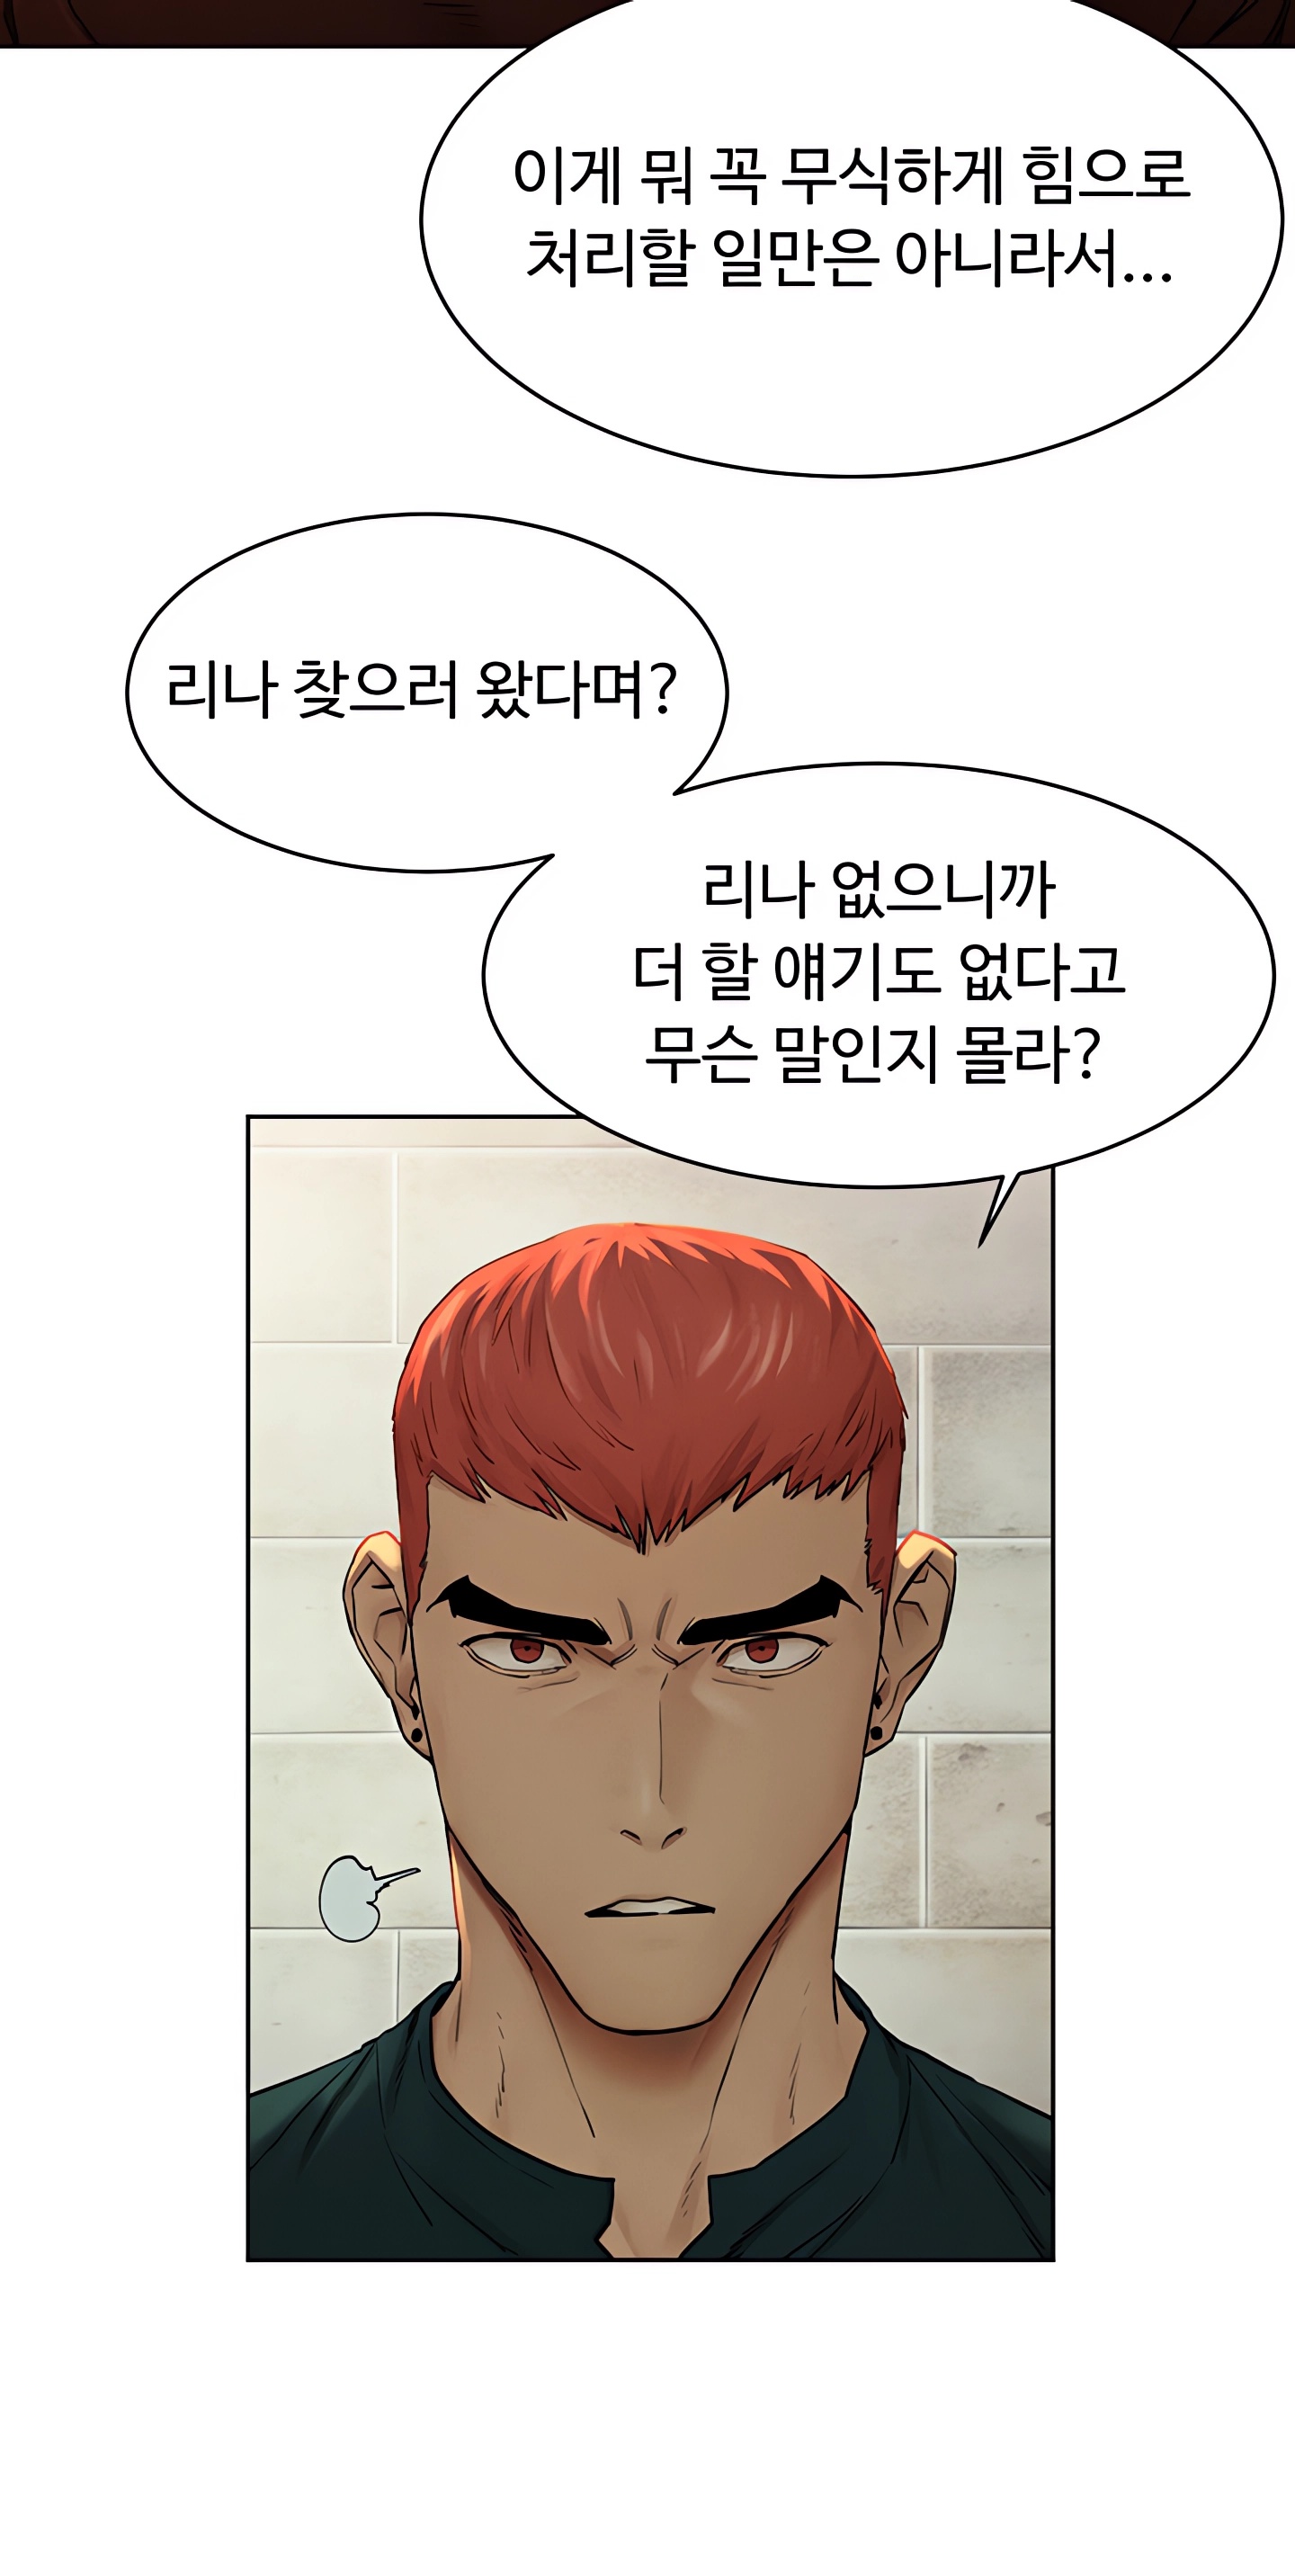 이게 뭐 꼭 무식하게 힘으로
처리할 일만은 아니라서...
리나 찾으러 왔다며?
리나 없으니까
더 할 얘기도 없다고
무슨 말인지 몰라?